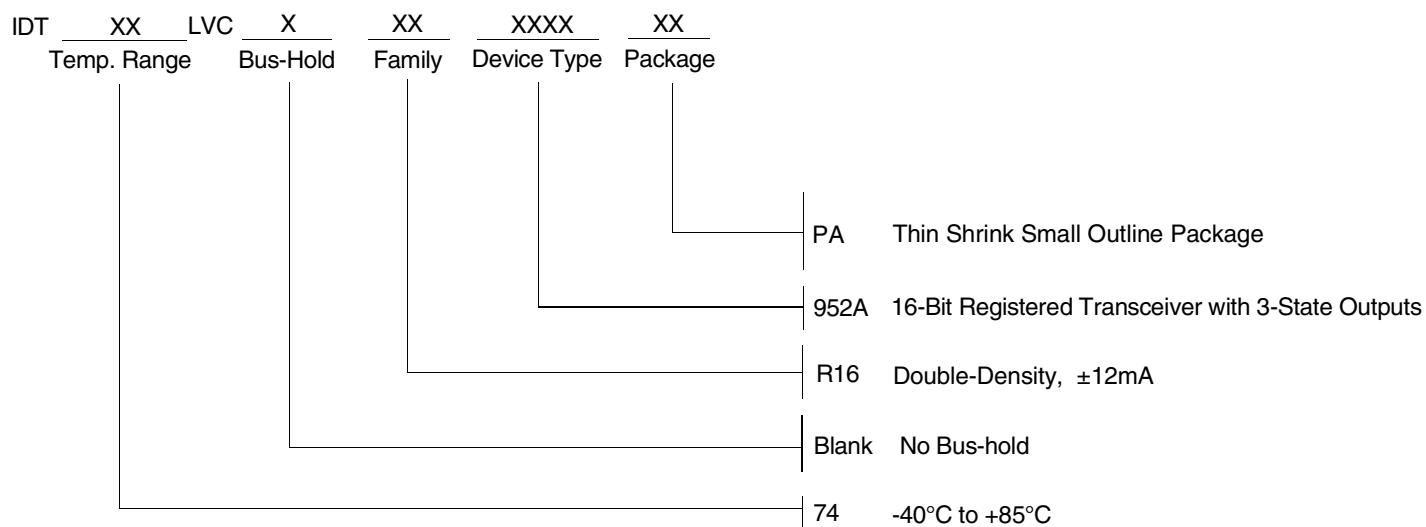 IDT XX LVC X XX XXXX XX
Temp. Range Bus-Hold Family Device Type Package
PA Thin Shrink Small Outline Package
952A 16-Bit Registered Transceiver with 3-State Outputs
R16 Double-Density, ±12mA
Blank No Bus-hold
74 -40°C to +85°C